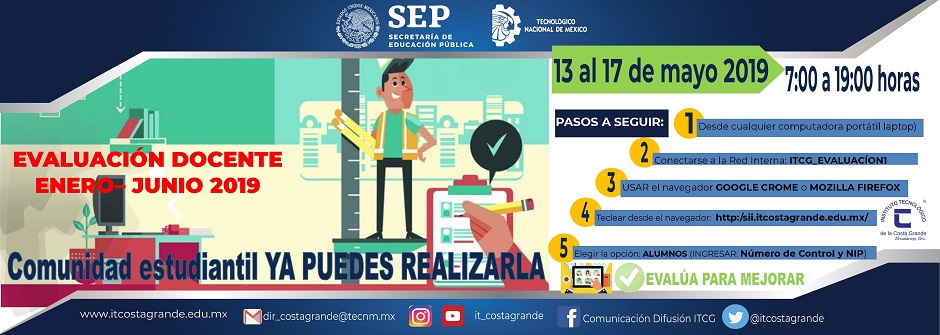 SEP
SECRETARÍA DE
EDUCACIÓN PÚBLICA
TECNOLÓGICO
NACIONAL DE MÉXICO
13 al 17 de mayo 2019
7:00 a 19:00 horas
EVALUACIÓN DOCENTE
ENERO– JUNIO 2019
Comunidad estudiantil YA PUEDES REALIZARLA
PASOS A SEGUIR:
1 Desde cualquier computadora portátil laptop)
2 Conectarse a la Red Interna: ITCG_EVALUACÍON1
3 USAR el navegador GOOGLE CROME o MOZILLA FIREFOX
4 Teclear desde el navegador: http:/sii.itcostagrande.edu.mx/
5 Elegir la opción: ALUMNOS (INGRESAR: Número de Control y NIP)
INSTITUTO TECNOLÓGICO
de la Costa Grande
Zihuatanejo, Gro.
EVALÚA PARA MEJORAR
www.itcostagrande.edu.mx
dir_costagrande@tecnm.mx
it_costagrande
Comunicación Difusión ITCG
@itcostagrande